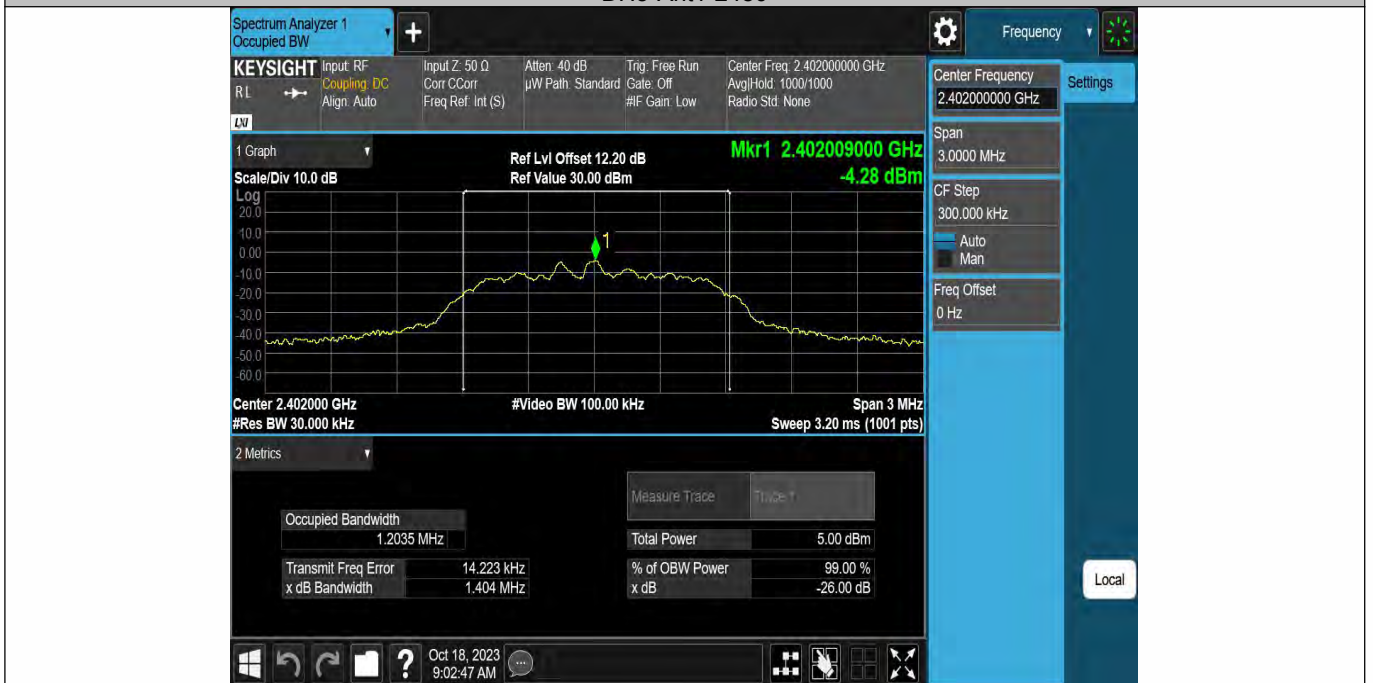 Spectrum Analyzer 1
Occupied BW
Frequency
KEYSIGHT
RL
LXI
Input: RF
Coupling: DC
Align: Auto
Input Z: 50 Ω
Corr CCorr
Freq Ref: Int (S)
Atten: 40 dB
µW Path: Standard
Trig: Free Run
Gate: Off
#IF Gain: Low
Center Freq: 2.402000000 GHz
Avg|Hold: 1000/1000
Radio Std: None
Center Frequency
2.402000000 GHz
Settings
Span
3.0000 MHz
CF Step
300.000 kHz
Auto
Man
Freq Offset
0 Hz
Local
1 Graph
Scale/Div 10.0 dB
Ref Lvl Offset 12.20 dB
Ref Value 30.00 dBm
Mkr1 2.402009000 GHz
-4.28 dBm
Log
20.0
10.0
0.00
-10.0
-20.0
-30.0
-40.0
-50.0
-60.0
1
Center 2.402000 GHz
#Video BW 100.00 kHz
Span 3 MHz
#Res BW 30.000 kHz
Sweep 3.20 ms (1001 pts)
2 Metrics
Measure Trace
Trace 1
Occupied Bandwidth
1.2035 MHz
Total Power 5.00 dBm
Transmit Freq Error 14.223 kHz
% of OBW Power 99.00 %
x dB Bandwidth 1.404 MHz
x dB -26.00 dB
Oct 18, 2023
9:02:47 AM